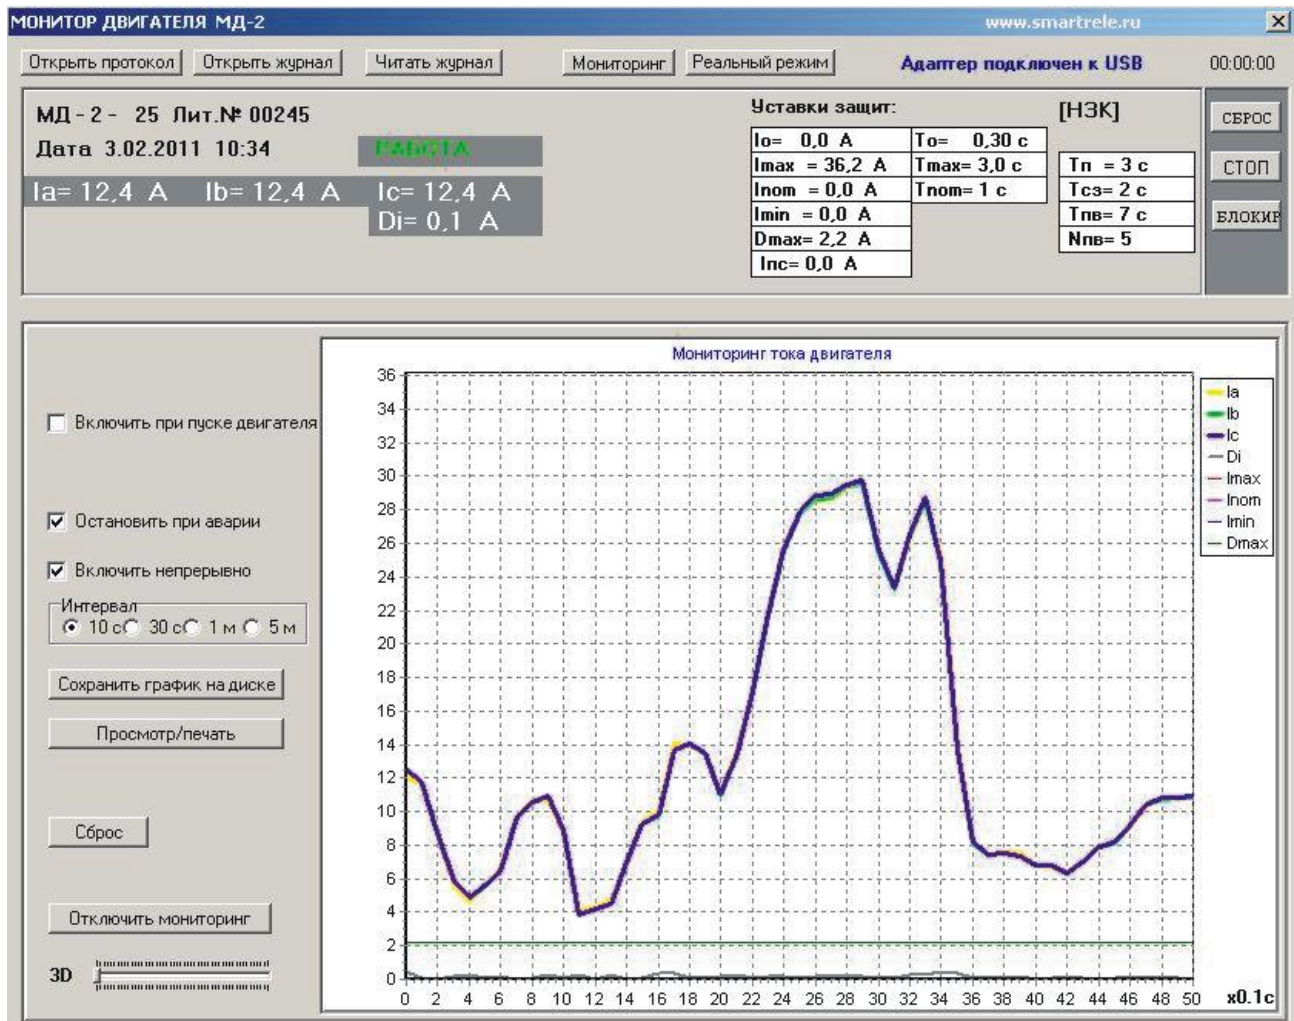 МОНИТОР ДВИГАТЕЛЯ МД-2 www.smartrele.ru
Открыть протокол Открыть журнал Читать журнал Мониторинг Реальный режим Адаптер подключен к USB 00:00:00
МД - 2 - 25 Лит.№ 00245 Уставки защит: [НЗК] СБРОС
Дата 3.02.2011 10:34 РАБОТА
Io= 0,0 А To= 0,30 с
Imax = 36,2 А Tmax= 3,0 с Тп = 3 с СТОП
Ia= 12,4 А Ib= 12,4 А Ic= 12,4 А Inom = 0,0 А Tnom= 1 с Тсз= 2 с
Di= 0,1 А Imin = 0,0 А Тпв= 7 с БЛОКИР
Dmax= 2,2 А Nпв= 5
Iпс= 0,0 А
Мониторинг тока двигателя
Включить при пуске двигателя
Остановить при аварии
Включить непрерывно
Интервал
10 с 30 с 1 м 5 м
Сохранить график на диске
Просмотр/печать
Сброс
Отключить мониторинг
3D
36
34
32
30
28
26
24
22
20
18
16
14
12
10
8
6
4
2
0
0 2 4 6 8 10 12 14 16 18 20 22 24 26 28 30 32 34 36 38 40 42 44 46 48 50 x0.1с
Ia
Ib
Ic
Di
Imax
Inom
Imin
Dmax